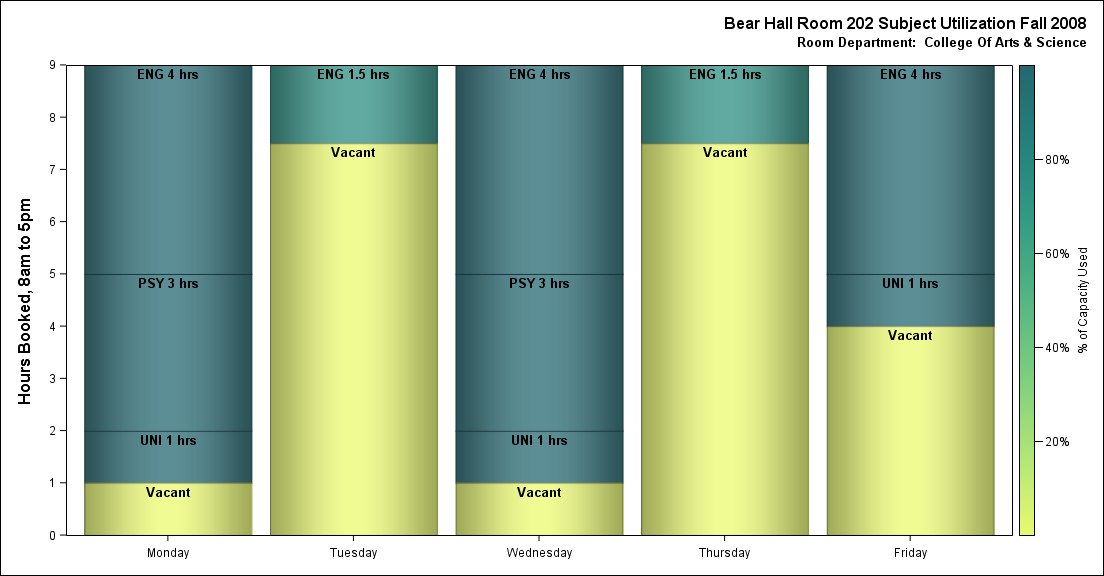 Bear Hall Room 202 Subject Utilization Fall 2008
Room Department: College Of Arts & Science
Hours Booked, 8am to 5pm
9
8
7
6
5
4
3
2
1
0
ENG 4 hrs
PSY 3 hrs
UNI 1 hrs
Vacant
ENG 1.5 hrs
Vacant
ENG 4 hrs
PSY 3 hrs
UNI 1 hrs
Vacant
ENG 1.5 hrs
Vacant
ENG 4 hrs
UNI 1 hrs
Vacant
Monday
Tuesday
Wednesday
Thursday
Friday
80%
60%
40%
20%
% of Capacity Used